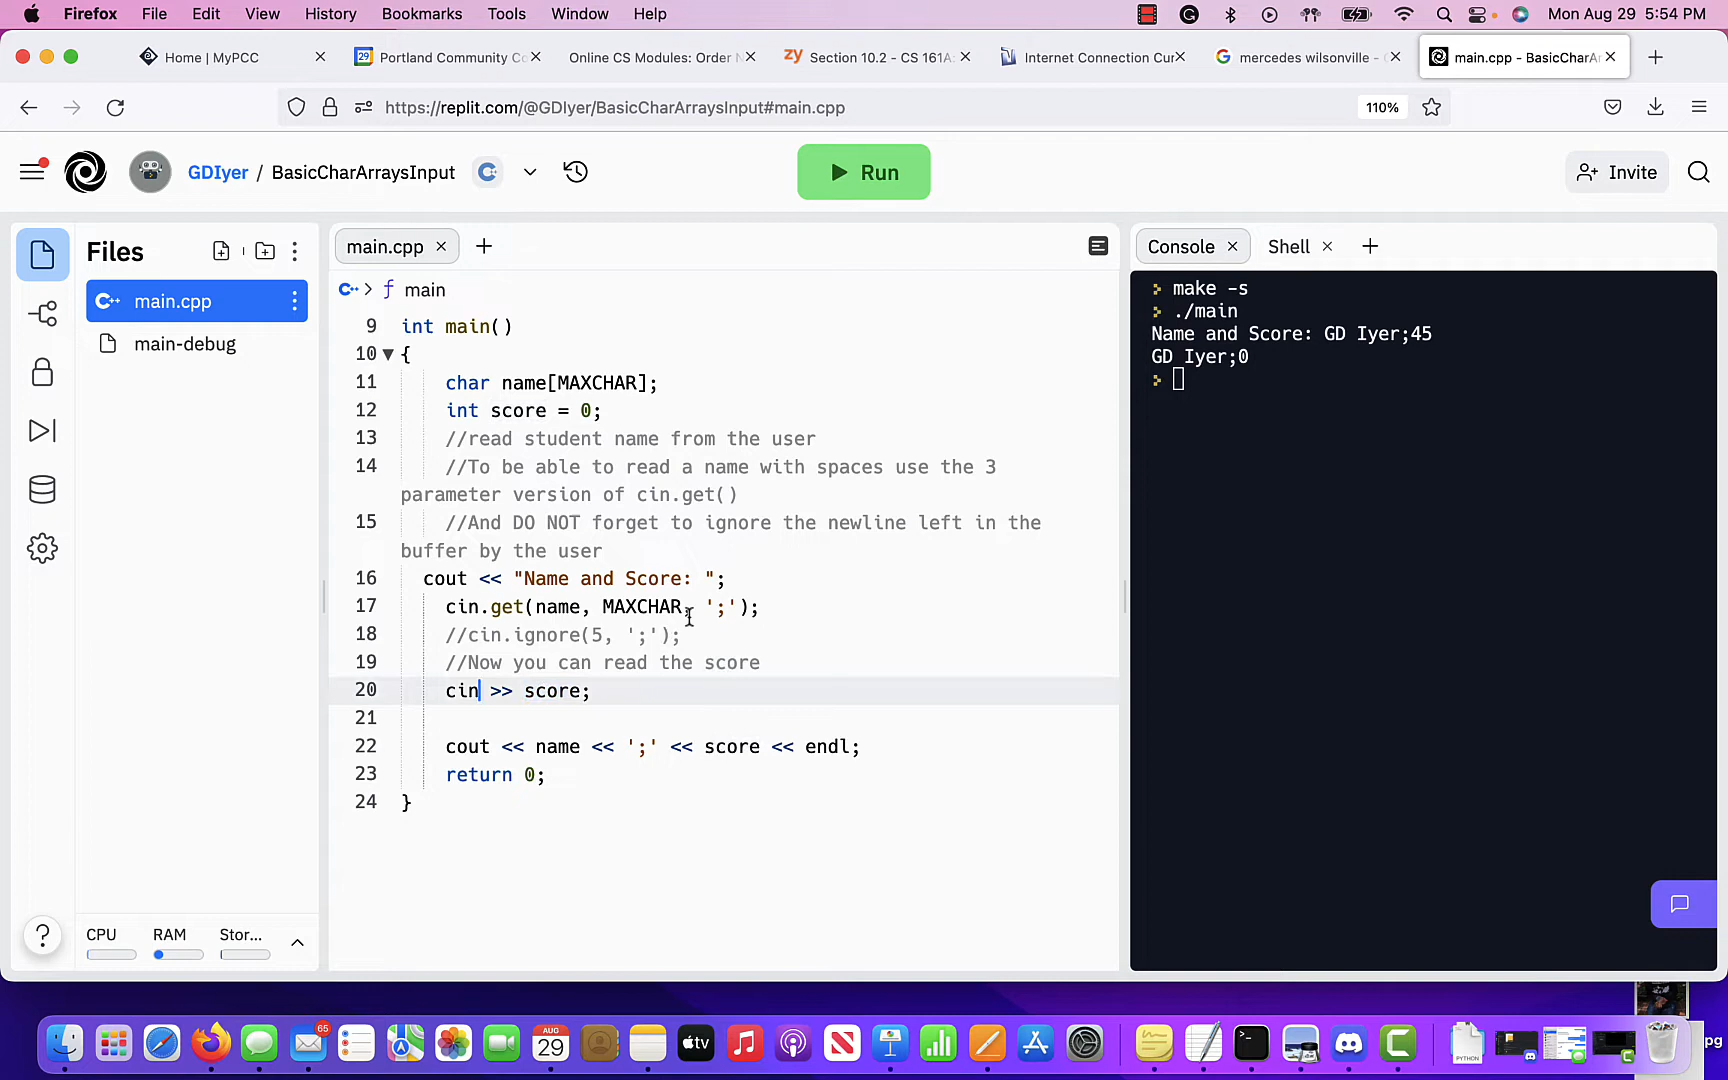 Firefox File Edit View History Bookmarks Tools Window Help Mon Aug 29 5:54 PM
Home | MyPCC Portland Community Co Online CS Modules: Order N zy Section 10.2 - CS 161A: Internet Connection Cur mercedes wilsonville - G main.cpp - BasicCharA
https://replit.com/@GDIyer/BasicCharArraysInput#main.cpp 110%
GDIyer / BasicCharArraysInput Run Invite
Files main.cpp Console Shell
main.cpp
main-debug
main
9 int main()
10 {
11 char name[MAXCHAR];
12 int score = 0;
13 //read student name from the user
14 //To be able to read a name with spaces use the 3
parameter version of cin.get()
15 //And DO NOT forget to ignore the newline left in the
buffer by the user
16 cout << "Name and Score: ";
17 cin.get(name, MAXCHAR, ';');
18 //cin.ignore(5, ';');
19 //Now you can read the score
20 cin >> score;
21
22 cout << name << ';' << score << endl;
23 return 0;
24 }
make -s
./main
Name and Score: GD Iyer;45
GD Iyer;0
? CPU RAM Stor...
65
AUG
29
tv
PYTHON
pg